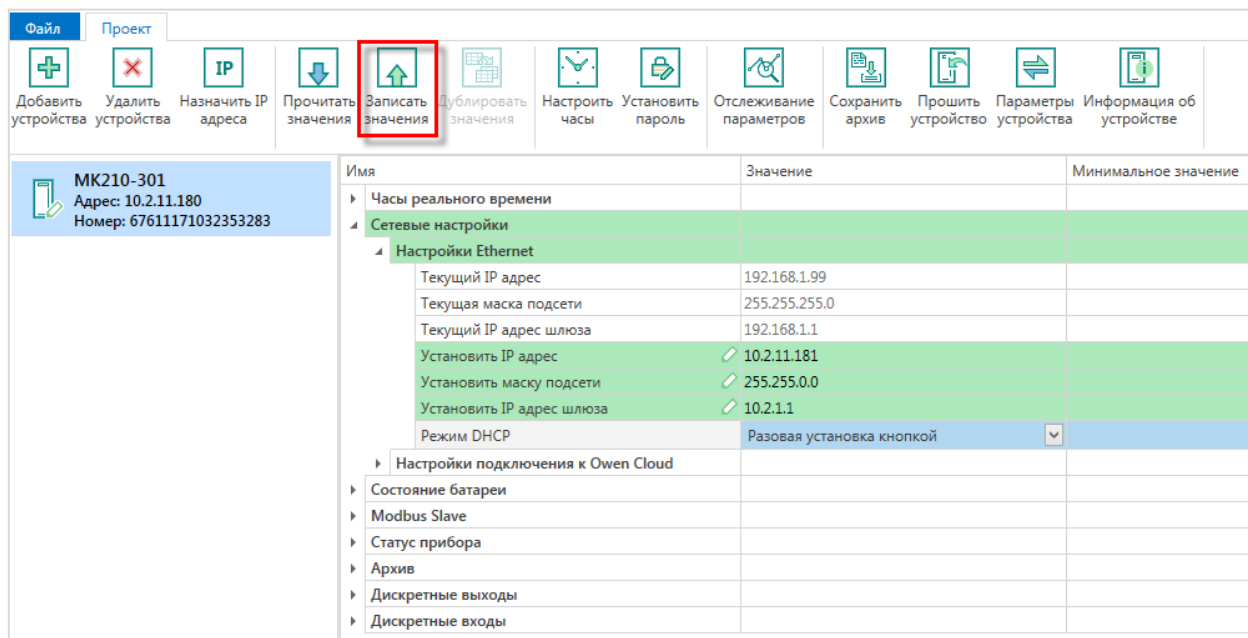 Файл Проект
IP
Добавить устройства Удалить устройства Назначить IP адреса Прочитать значения Записать значения Дублировать значения Настроить часы Установить пароль Отслеживание параметров Сохранить архив Прошить устройство Параметры устройства Информация об устройстве
МК210-301
Адрес: 10.2.11.180
Номер: 67611171032353283
Имя Значение Минимальное значение
Часы реального времени
Сетевые настройки
Настройки Ethernet
Текущий IP адрес 192.168.1.99
Текущая маска подсети 255.255.255.0
Текущий IP адрес шлюза 192.168.1.1
Установить IP адрес 10.2.11.181
Установить маску подсети 255.255.0.0
Установить IP адрес шлюза 10.2.1.1
Режим DHCP Разовая установка кнопкой
Настройки подключения к Owen Cloud
Состояние батареи
Modbus Slave
Статус прибора
Архив
Дискретные выходы
Дискретные входы